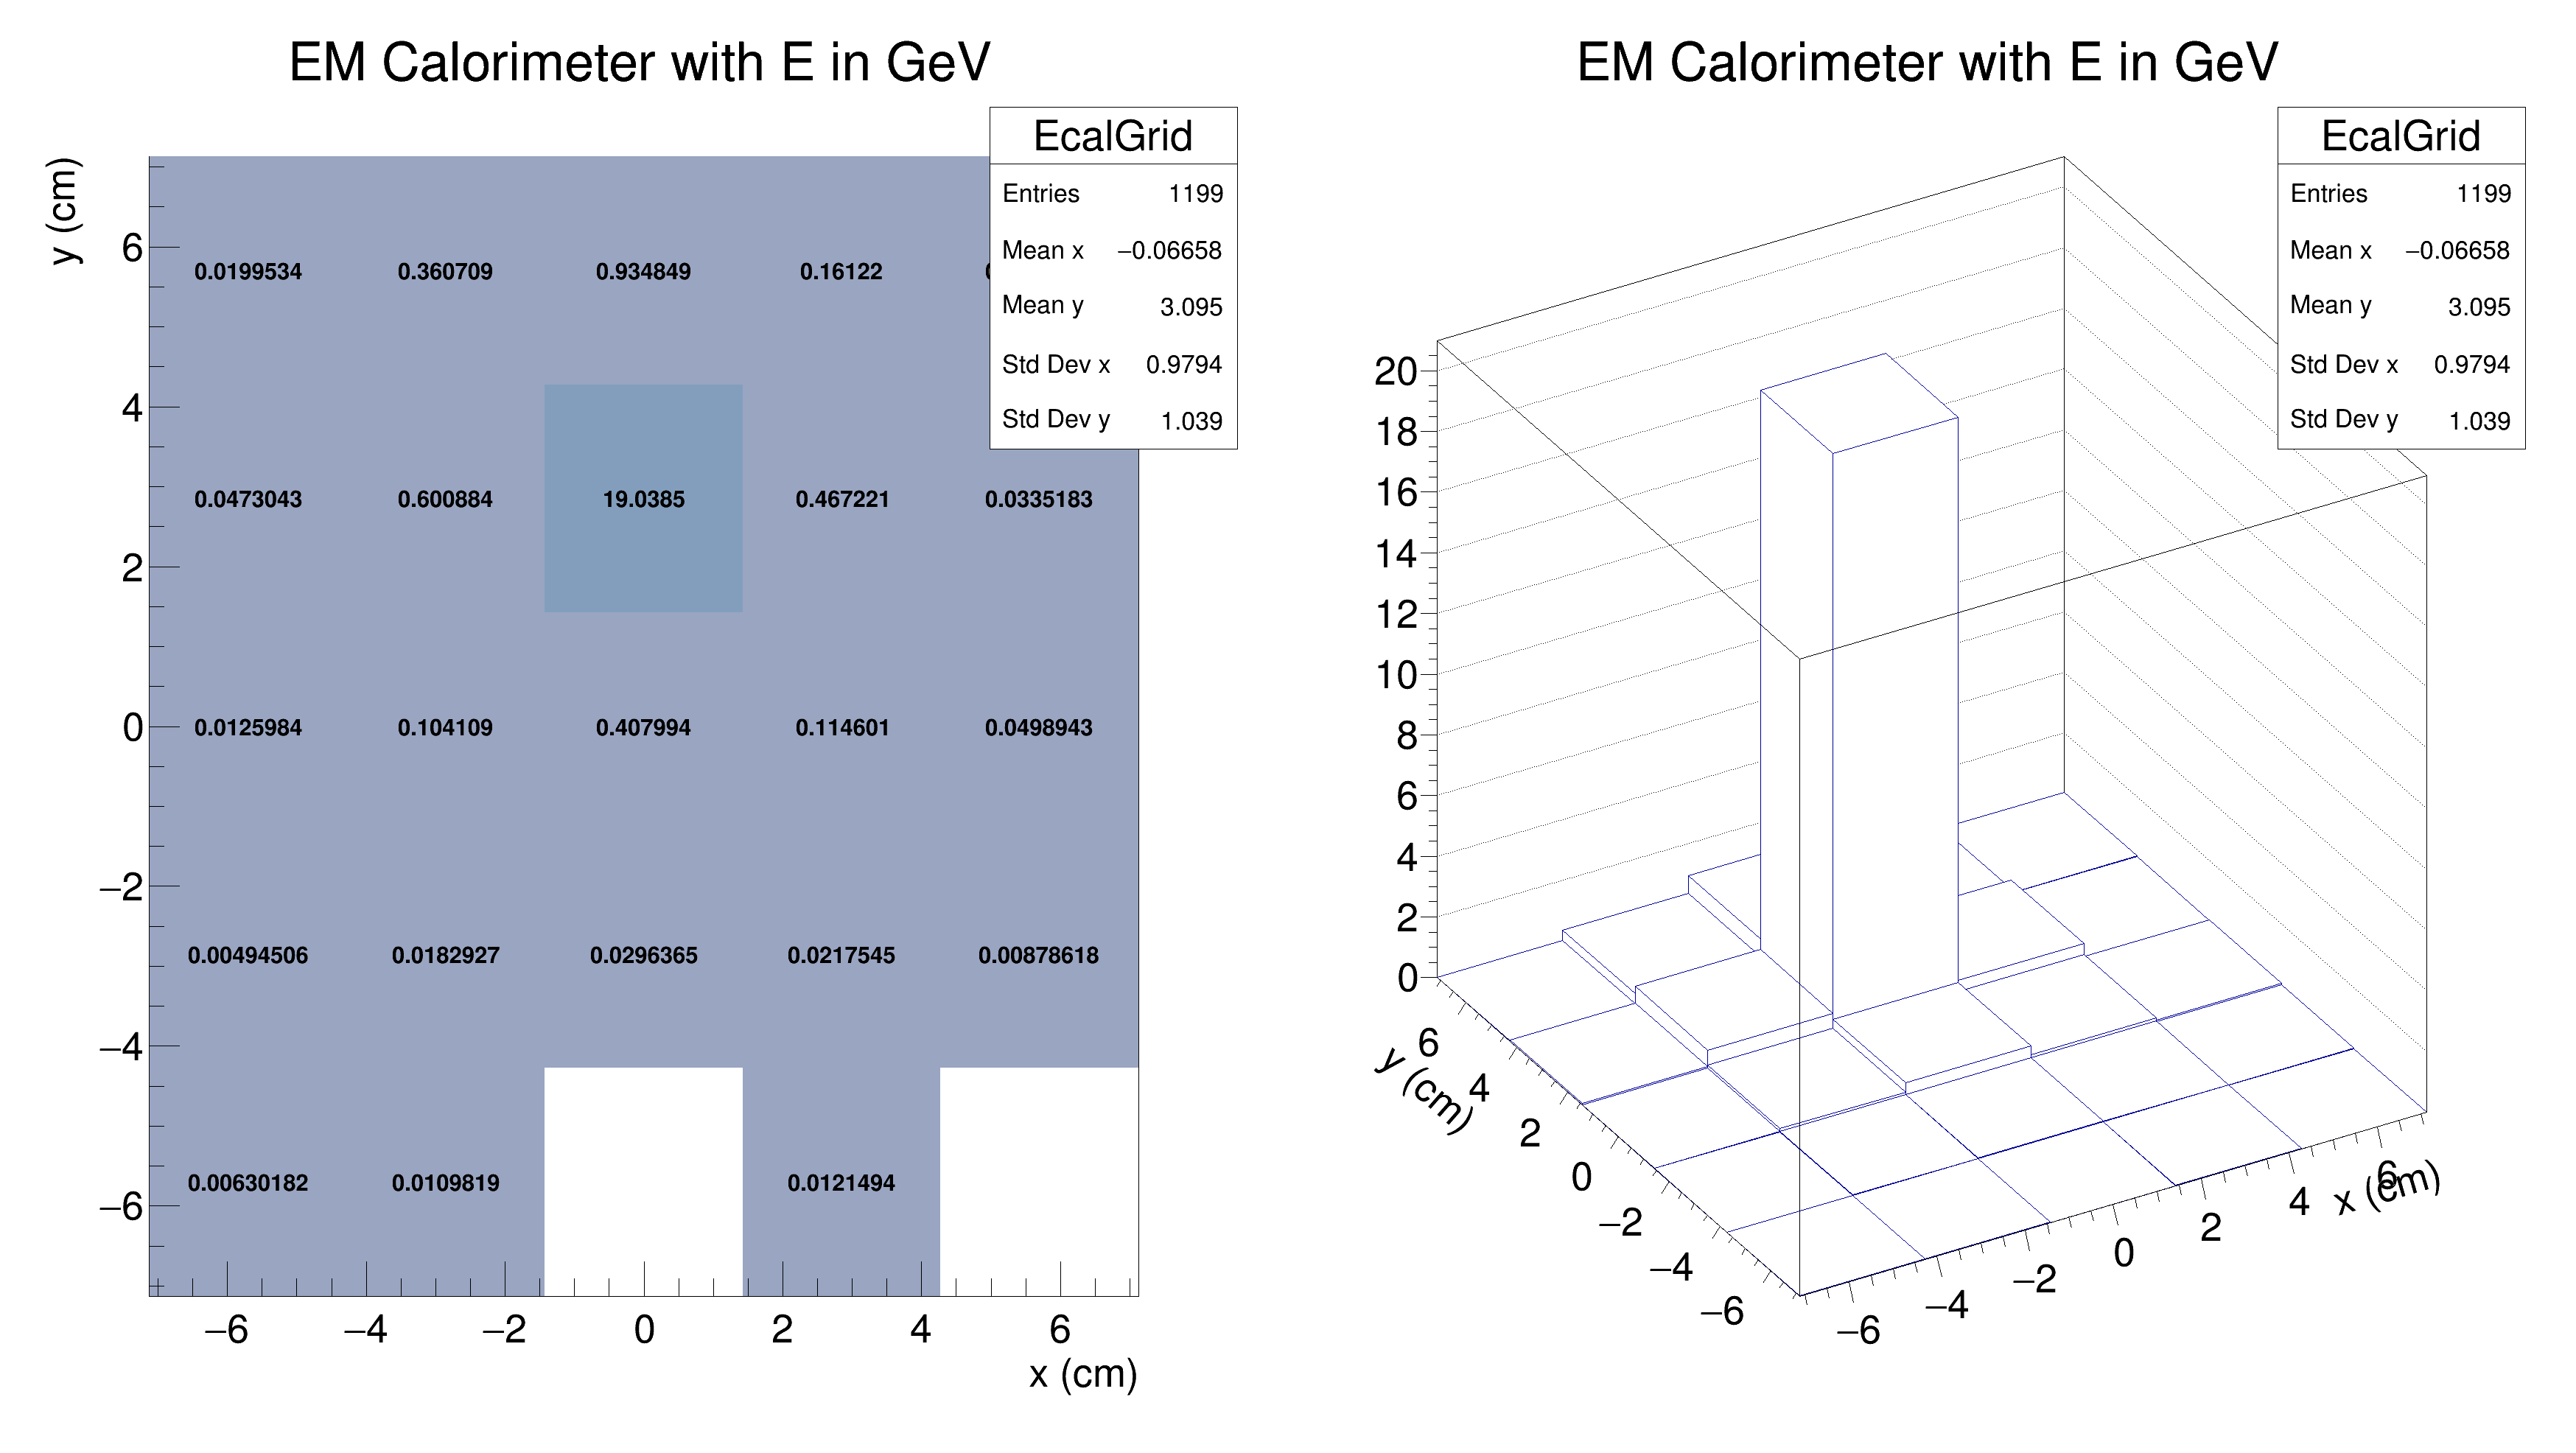 EM Calorimeter with E in GeV
EcalGrid
Entries 1199
Mean x −0.06658
Mean y 3.095
Std Dev x 0.9794
Std Dev y 1.039
y (cm)
6
4
2
0
−2
−4
−6
0.0199534 0.360709 0.934849 0.16122
0.0473043 0.600884 19.0385 0.467221 0.0335183
0.0125984 0.104109 0.407994 0.114601 0.0498943
0.00494506 0.0182927 0.0296365 0.0217545 0.00878618
0.00630182 0.0109819 0.0121494
−6 −4 −2 0 2 4 6
x (cm)
EM Calorimeter with E in GeV
EcalGrid
Entries 1199
Mean x −0.06658
Mean y 3.095
Std Dev x 0.9794
Std Dev y 1.039
20
18
16
14
12
10
8
6
4
2
0
y (cm)
6
4
2
0
−2
−4
−6
−6
−4
−2
0
2
4
6
x (cm)